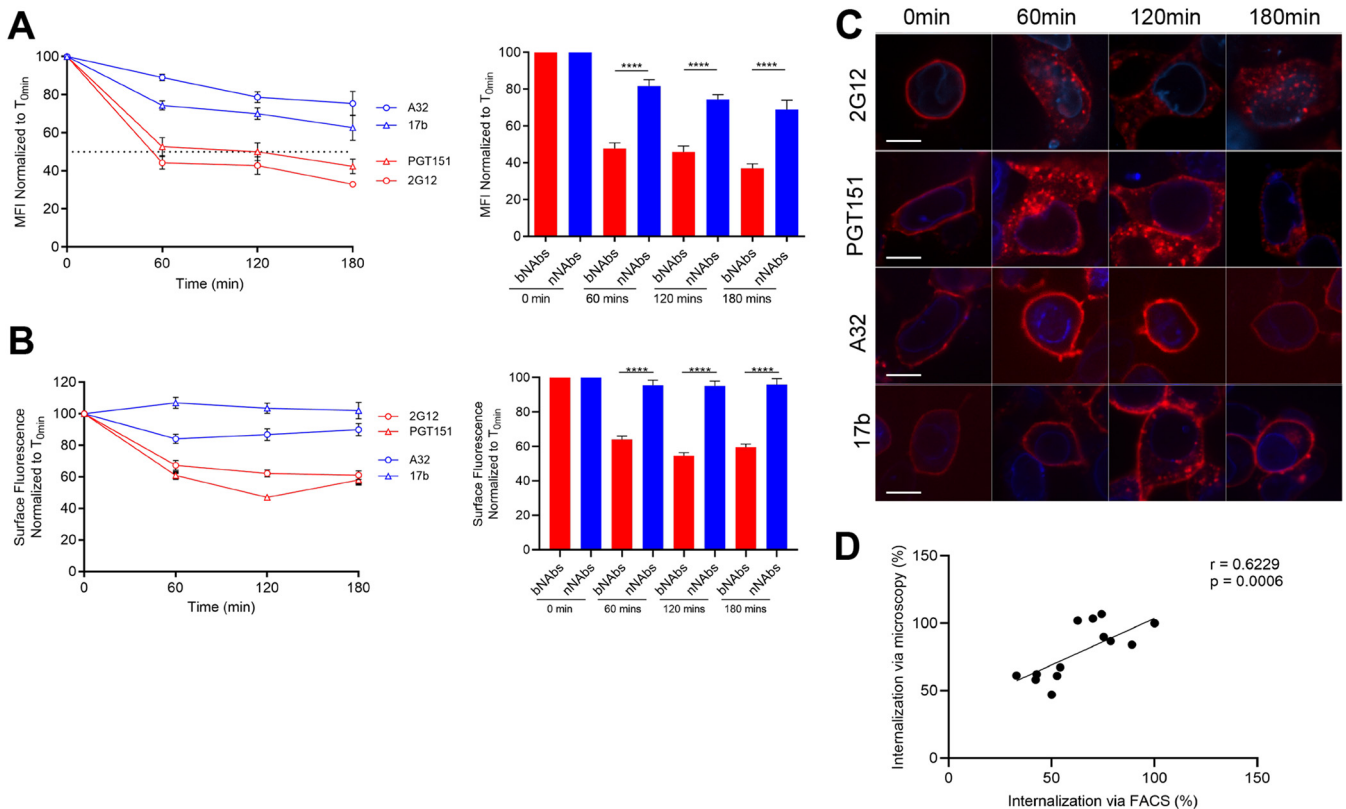 A
MFI Normalized to T0min
100
80
60
40
20
0
0
60
120
180
Time (min)
A32
17b
PGT151
2G12
MFI Normalized to T0min
100
80
60
40
20
0
****
****
****
bNAbs
nNAbs
bNAbs
nNAbs
bNAbs
nNAbs
bNAbs
nNAbs
0 min
60 mins
120 mins
180 mins
B
Surface Fluorescence
Normalized to T0min
120
100
80
60
40
20
0
0
60
120
180
Time (min)
2G12
PGT151
A32
17b
Surface Fluorescence
Normalized to T0min
100
80
60
40
20
0
****
****
****
bNAbs
nNAbs
bNAbs
nNAbs
bNAbs
nNAbs
bNAbs
nNAbs
0 min
60 mins
120 mins
180 mins
C
0min
60min
120min
180min
2G12
PGT151
A32
17b
D
Internalization via microscopy (%)
150
100
50
0
0
50
100
150
Internalization via FACS (%)
r = 0.6229
p = 0.0006